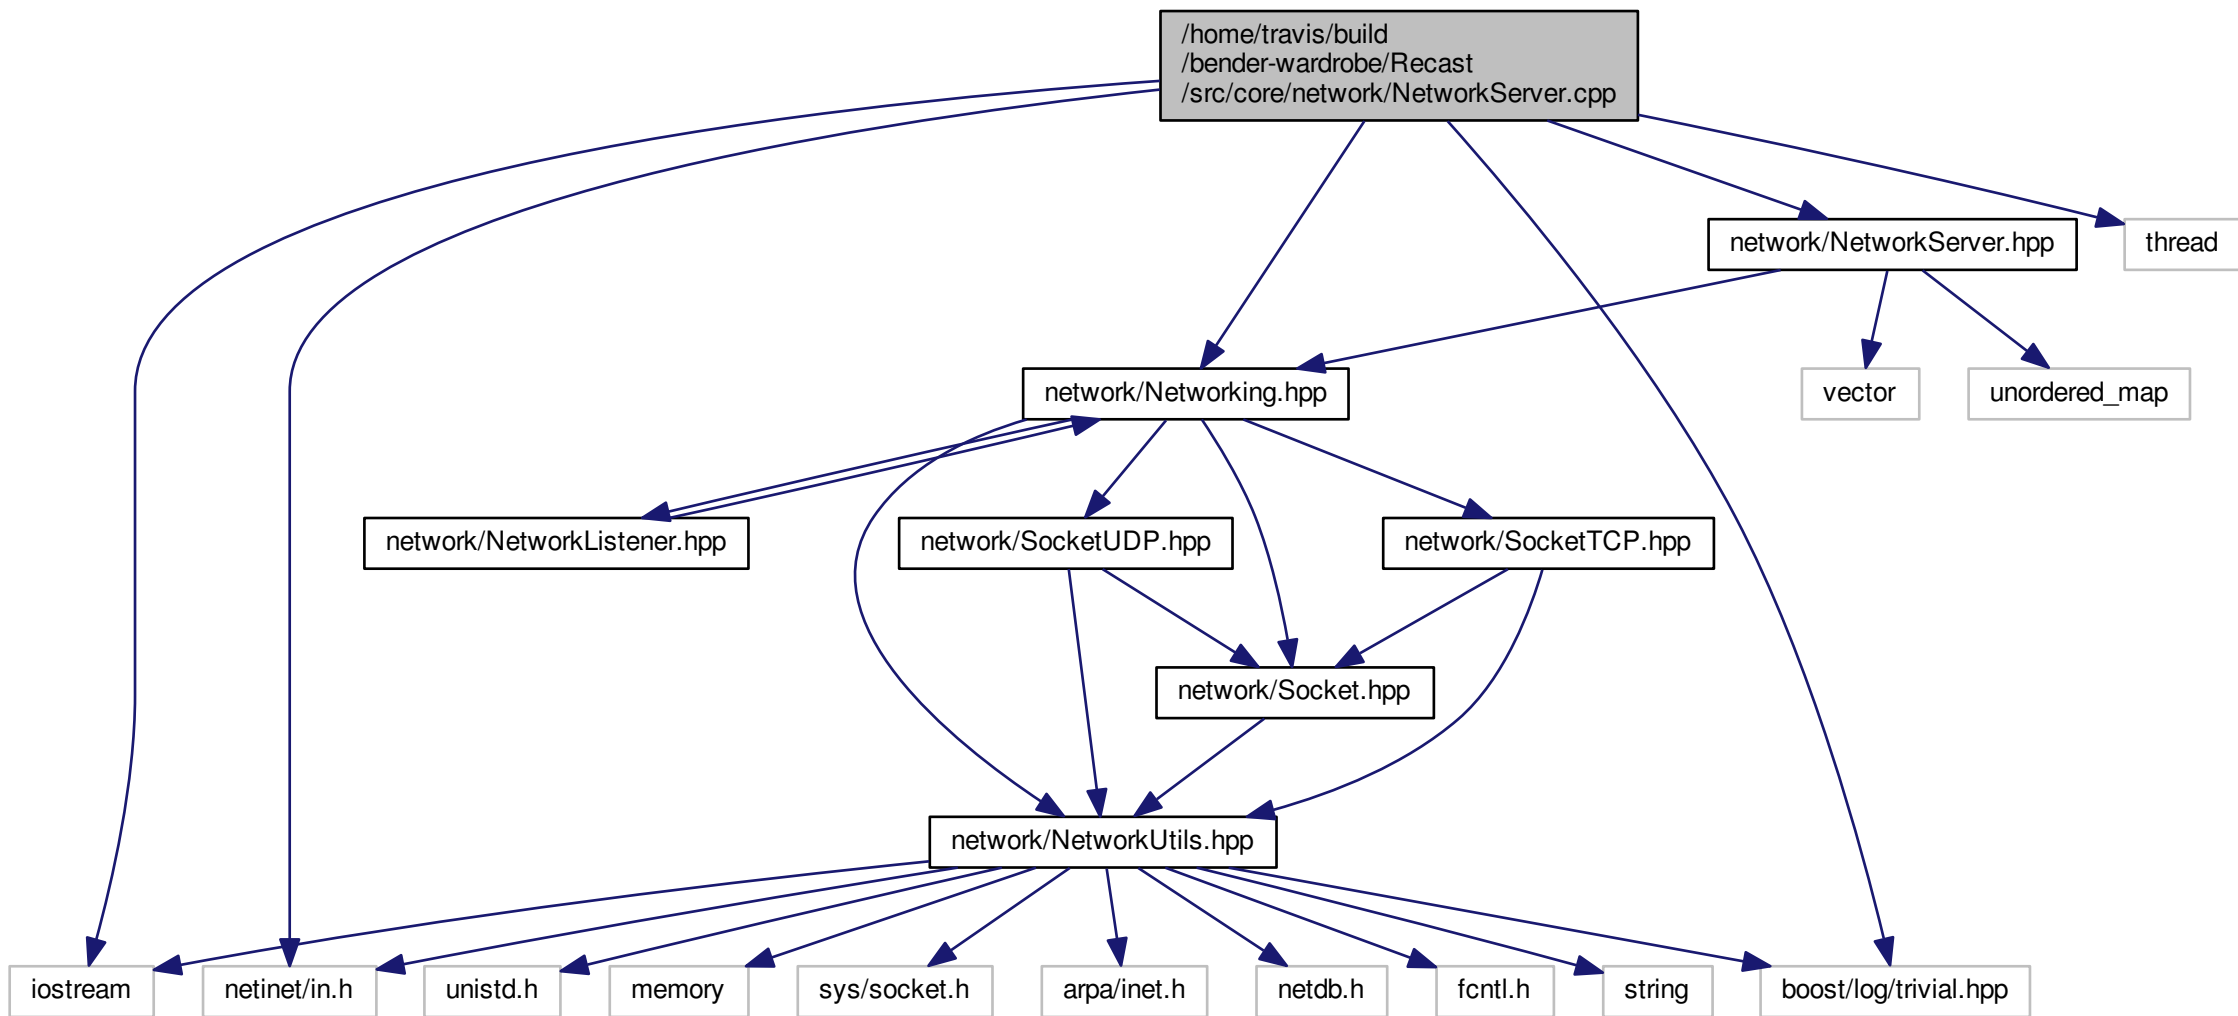 /home/travis/build
/bender-wardrobe/Recast
/src/core/network/NetworkServer.cpp
network/NetworkServer.hpp
thread
network/Networking.hpp
vector
unordered_map
network/NetworkListener.hpp
network/SocketUDP.hpp
network/SocketTCP.hpp
network/Socket.hpp
network/NetworkUtils.hpp
iostream
netinet/in.h
unistd.h
memory
sys/socket.h
arpa/inet.h
netdb.h
fcntl.h
string
boost/log/trivial.hpp